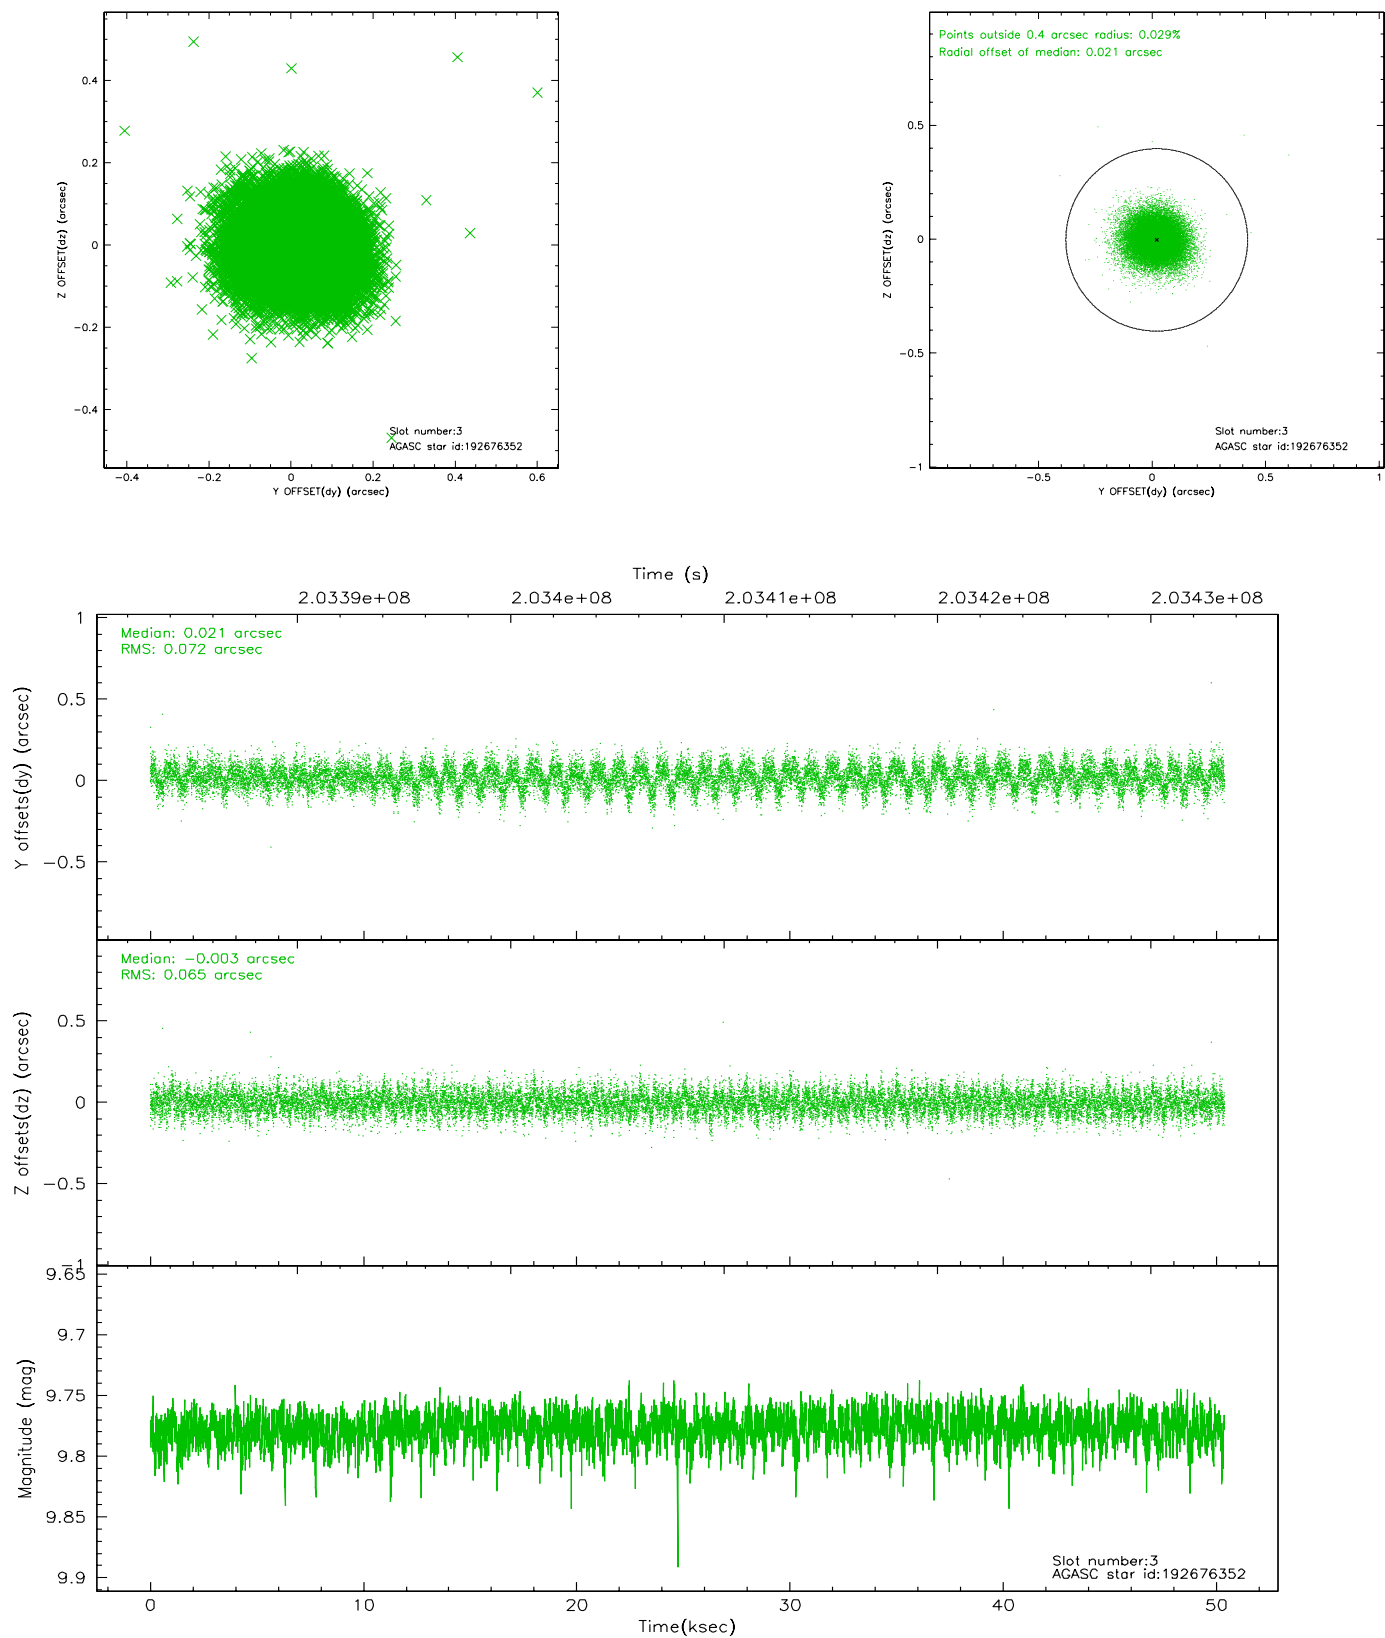 0.4
0.2
0
-0.2
-0.4
Z OFFSET(dz) (arcsec)
-0.4 -0.2 0 0.2 0.4 0.6
Y OFFSET(dy) (arcsec)
Slot number:3
AGASC star id:192676352
Points outside 0.4 arcsec radius: 0.029%
Radial offset of median: 0.021 arcsec
0.5
0
-0.5
-1
Z OFFSET(dz) (arcsec)
-0.5 0 0.5 1
Y OFFSET(dy) (arcsec)
Slot number:3
AGASC star id:192676352
Time (s)
2.0339e+08 2.034e+08 2.0341e+08 2.0342e+08 2.0343e+08
Median: 0.021 arcsec
RMS: 0.072 arcsec
1
0.5
0
-0.5
Y offsets(dy) (arcsec)
Median: -0.003 arcsec
RMS: 0.065 arcsec
0.5
0
-0.5
-1
Z offsets(dz) (arcsec)
9.65
9.7
9.75
9.8
9.85
9.9
Magnitude (mag)
Slot number:3
AGASC star id:192676352
0 10 20 30 40 50
Time(ksec)